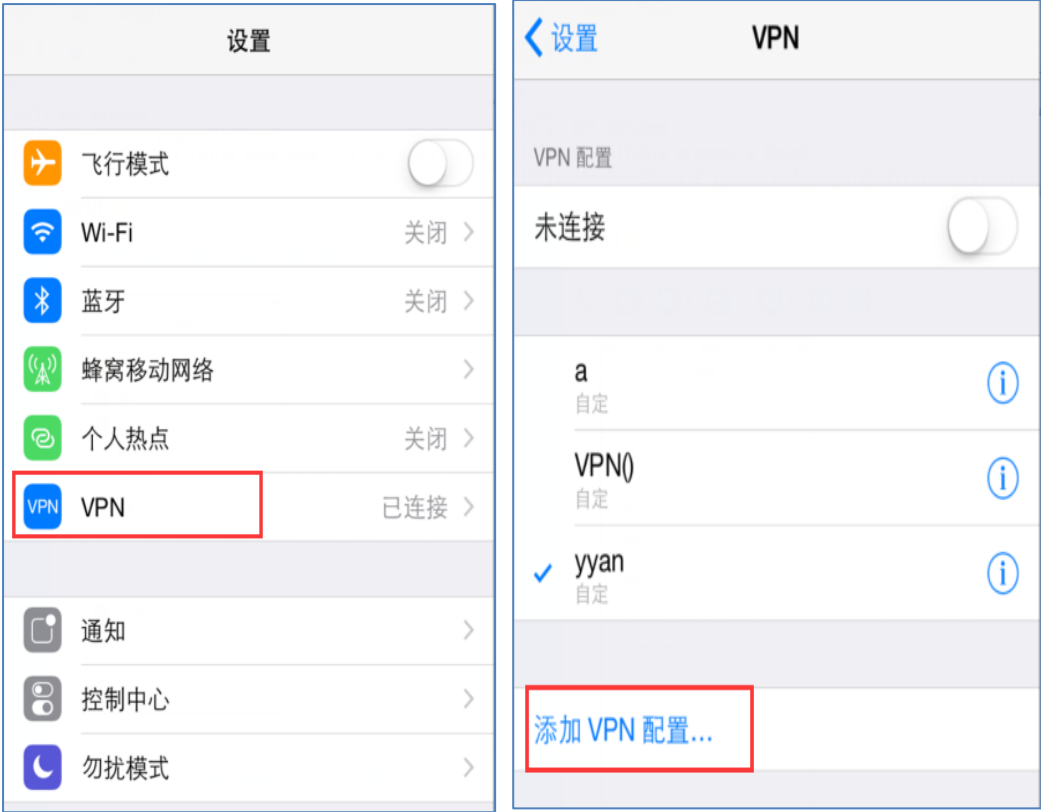 设置
飞行模式
Wi-Fi 关闭
蓝牙 关闭
蜂窝移动网络
个人热点 关闭
VPN VPN 已连接
通知
控制中心
勿扰模式
设置 VPN
VPN 配置
未连接
a
自定
VPN()
自定
yyan
自定
添加 VPN 配置...